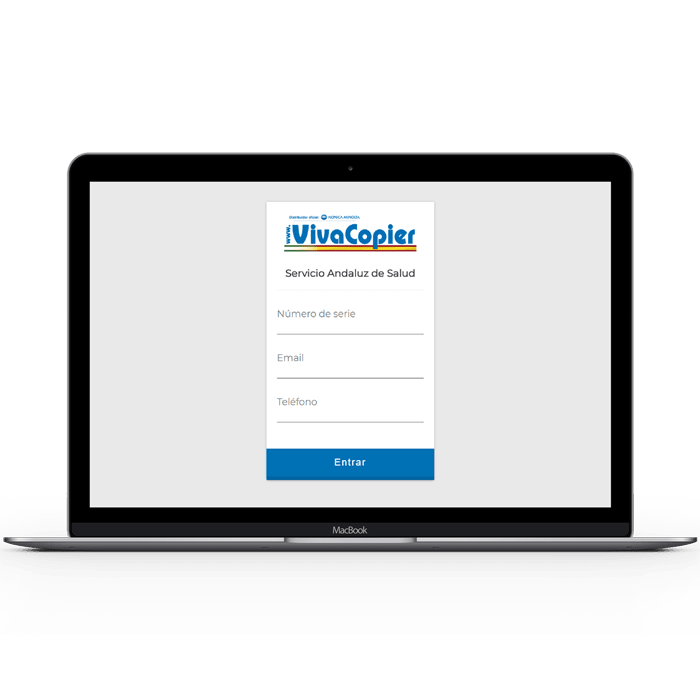 Distribuidor oficial: KONICA MINOLTA
www.VivaCopier
Servicio Andaluz de Salud
Número de serie
Email
Teléfono
Entrar
MacBook